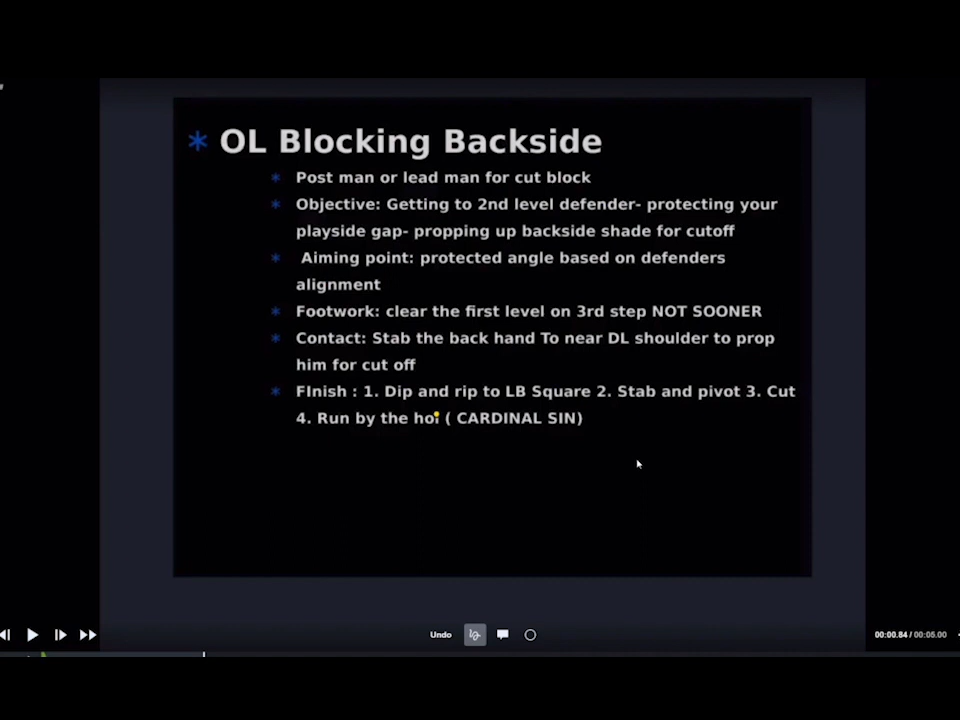 * OL Blocking Backside
* Post man or lead man for cut block
* Objective: Getting to 2nd level defender- protecting your
playside gap- propping up backside shade for cutoff
* Aiming point: protected angle based on defenders
alignment
* Footwork: clear the first level on 3rd step NOT SOONER
* Contact: Stab the back hand To near DL shoulder to prop
him for cut off
* FInish : 1. Dip and rip to LB Square 2. Stab and pivot 3. Cut
4. Run by the ( CARDINAL SIN)
Undo
00:00.84 / 00:05.00